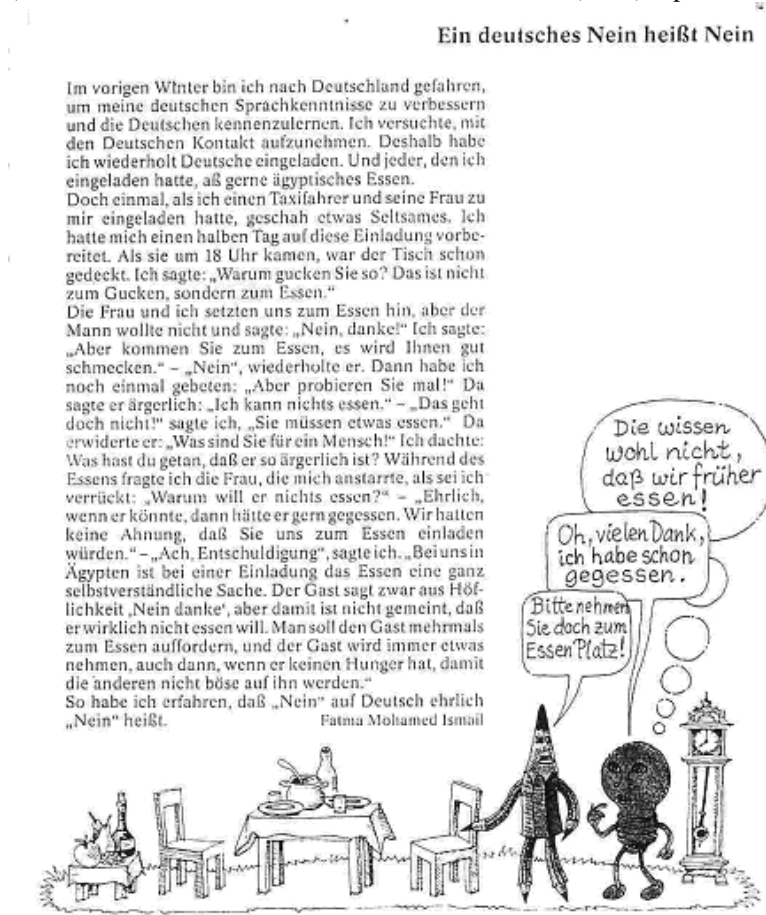 Ein deutsches Nein heißt Nein
Im vorigen Winter bin ich nach Deutschland gefahren,
um meine deutschen Sprachkenntnisse zu verbessern
und die Deutschen kennenzulernen. Ich versuchte, mit
den Deutschen Kontakt aufzunehmen. Deshalb habe
ich wiederholt Deutsche eingeladen. Und jeder, den ich
eingeladen hatte, aß gerne ägyptisches Essen.
Doch einmal, als ich einen Taxifahrer und seine Frau zu
mir eingeladen hatte, geschah etwas Seltsames. Ich
hatte mich einen halben Tag auf diese Einladung vorbe-
reitet. Als sie um 18 Uhr kamen, war der Tisch schon
gedeckt. Ich sagte: „Warum gucken Sie so? Das ist nicht
zum Gucken, sondern zum Essen.“
Die Frau und ich setzten uns zum Essen hin, aber der
Mann wollte nicht und sagte: „Nein, danke!“ Ich sagte:
„Aber kommen Sie zum Essen, es wird Ihnen gut
schmecken.“ – „Nein“, wiederholte er. Dann habe ich
noch einmal gebeten: „Aber probieren Sie mal!“ Da
sagte er ärgerlich: „Ich kann nichts essen.“ – „Das geht
doch nicht!“ sagte ich, „Sie müssen etwas essen.“ Da
erwiderte er: „Was sind Sie für ein Mensch!“ Ich dachte:
Was hast du getan, daß er so ärgerlich ist? Während des
Essens fragte ich die Frau, die mich anstarrte, als sei ich
verrückt: „Warum will er nichts essen?“ – „Ehrlich,
wenn er könnte, dann hätte er gern gegessen. Wir hatten
keine Ahnung, daß Sie uns zum Essen einladen
würden.“ – „Ach, Entschuldigung“, sagte ich. „Bei uns in
Ägypten ist bei einer Einladung das Essen eine ganz
selbstverständliche Sache. Der Gast sagt zwar aus Höf-
lichkeit ‚Nein danke‘, aber damit ist nicht gemeint, daß
er wirklich nicht essen will. Man soll den Gast mehrmals
zum Essen auffordern, und der Gast wird immer etwas
nehmen, auch dann, wenn er keinen Hunger hat, damit
die anderen nicht böse auf ihn werden.“
So habe ich erfahren, daß „Nein“ auf Deutsch ehrlich
„Nein“ heißt. Fatma Mohamed Ismail
Die wissen
wohl nicht,
daß wir früher
essen!
Oh, vielen Dank,
ich habe schon
gegessen.
Bitte nehmen
Sie doch zum
Essen Platz!